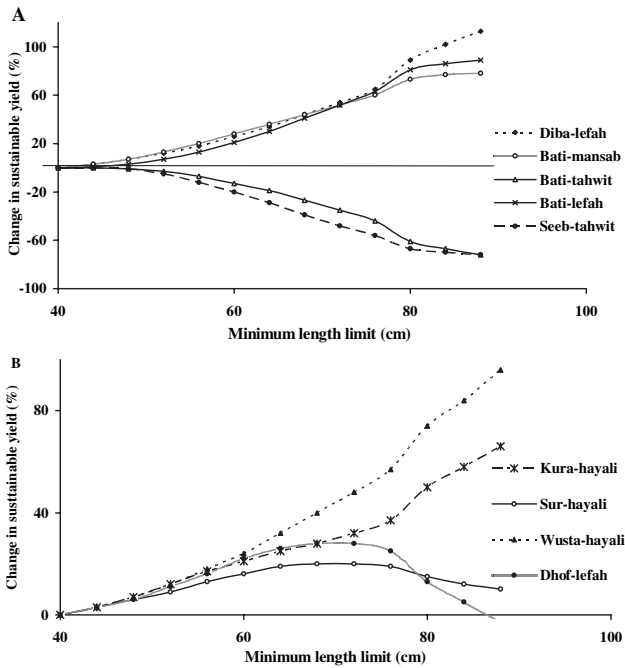 A
Change in sustainable yield (%)
100
60
20
-20
-60
-100
40
60
80
100
Minimum length limit (cm)
Diba-lefah
Bati-mansab
Bati-tahwit
Bati-lefah
Seeb-tahwit
B
Change in susttainable yield (%)
80
40
0
40
60
80
100
Minimum length limit (cm)
Kura-hayali
Sur-hayali
Wusta-hayali
Dhof-lefah